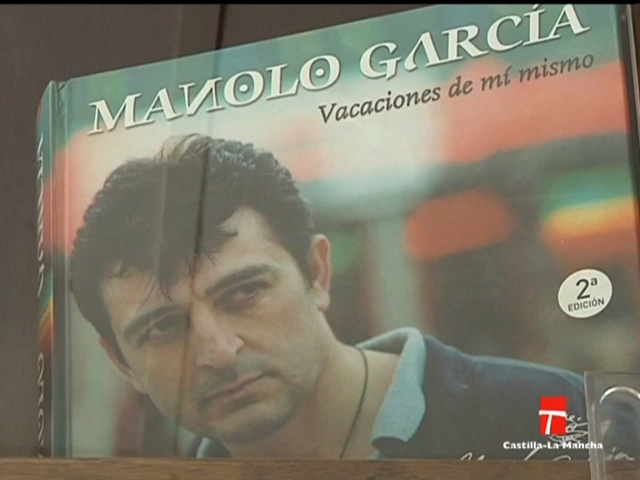 MANOLO GARCÍA
Vacaciones de mí mismo
2ª
EDICIÓN
T
Castilla-La Mancha